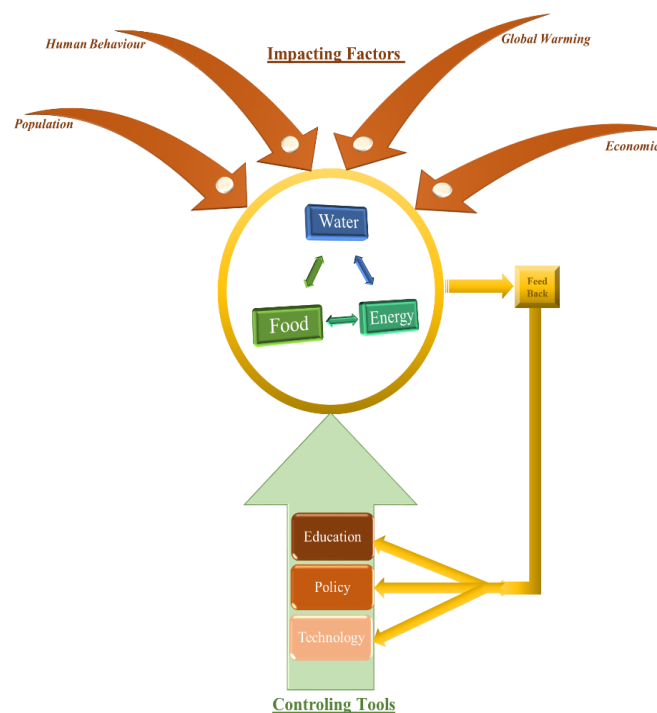 Human Behaviour
Impacting Factors
Global Warming
Population
Economic
Water
Food
Energy
Feed
Back
Education
Policy
Technology
Controling Tools